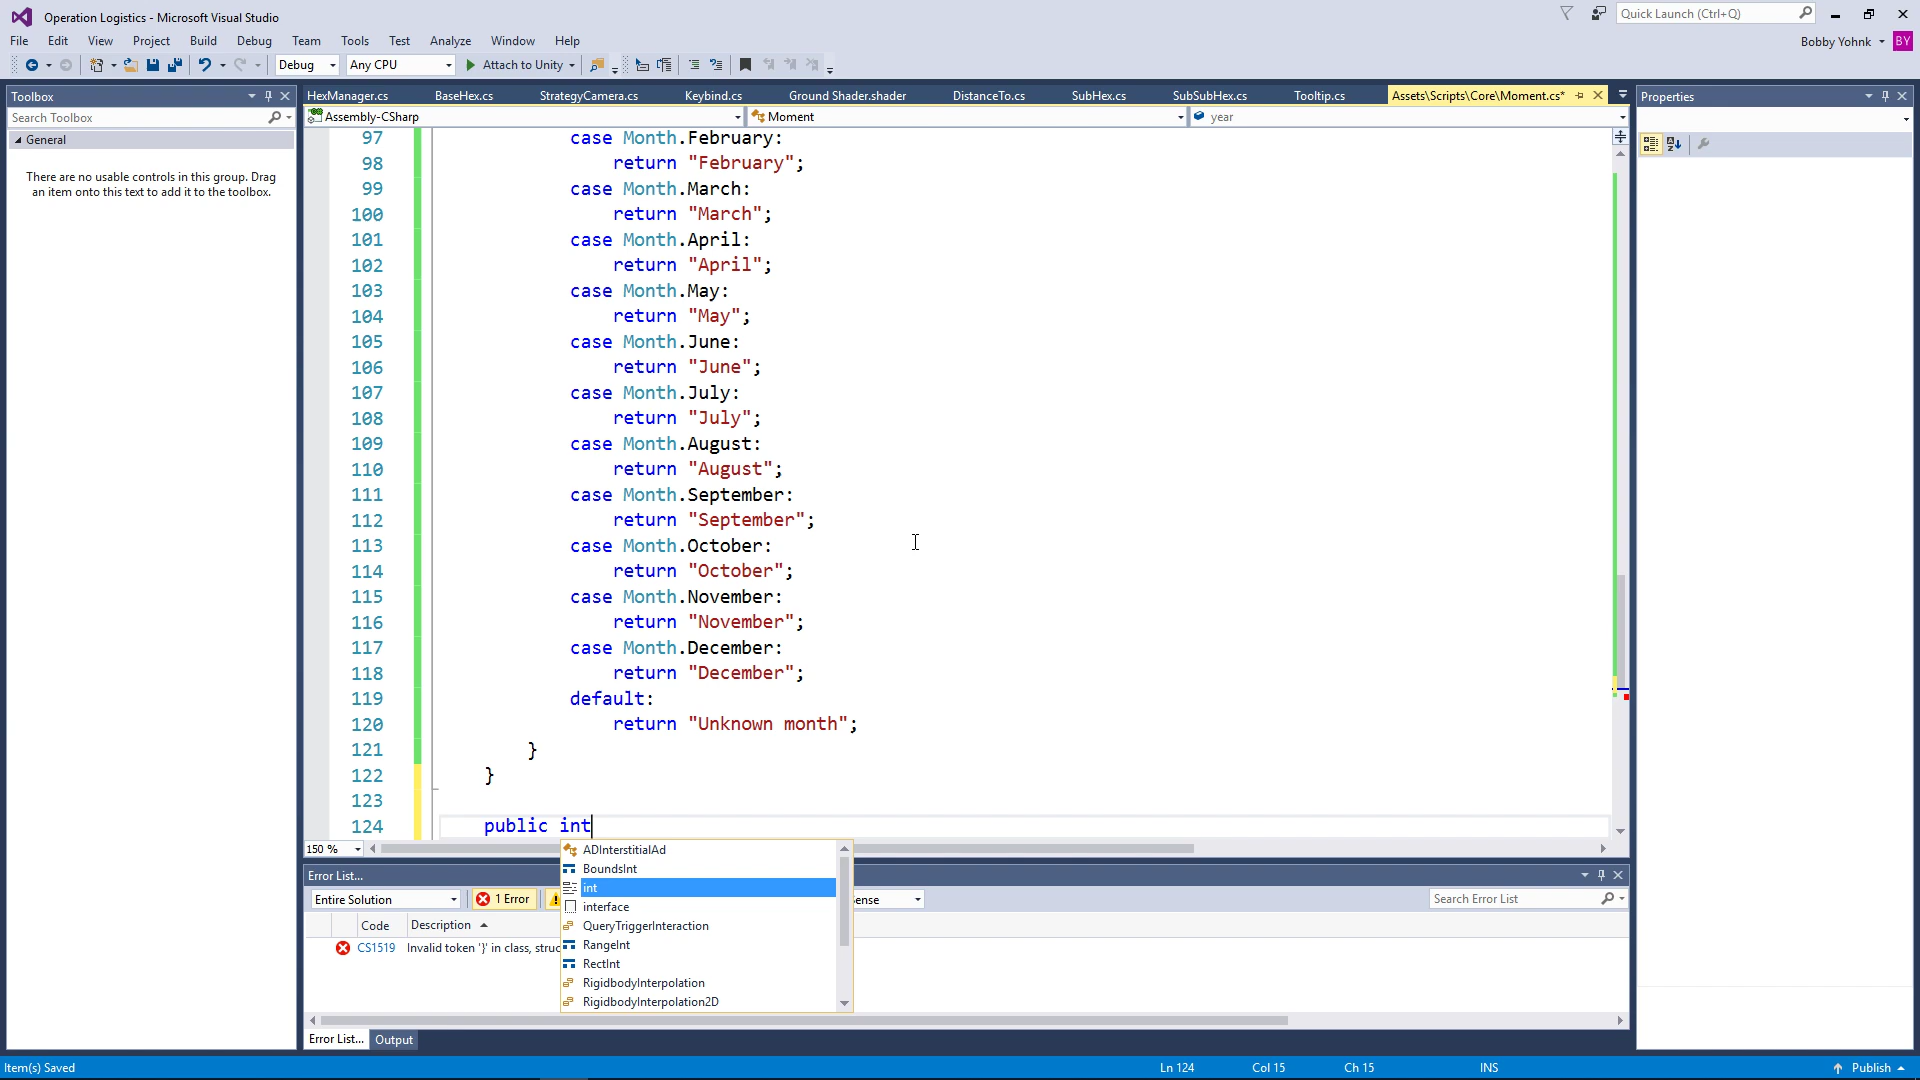 Operation Logistics - Microsoft Visual Studio
Quick Launch (Ctrl+Q)
File Edit View Project Build Debug Team Tools Test Analyze Window Help
Bobby Yohnk BY
Debug Any CPU Attach to Unity
Toolbox
HexManager.cs BaseHex.cs StrategyCamera.cs Keybind.cs Ground Shader.shader DistanceTo.cs SubHex.cs SubSubHex.cs Tooltip.cs Assets\Scripts\Core\Moment.cs*
Properties
Search Toolbox
Assembly-CSharp Moment year
General
There are no usable controls in this group. Drag
an item onto this text to add it to the toolbox.
97 case Month.February:
98 return "February";
99 case Month.March:
100 return "March";
101 case Month.April:
102 return "April";
103 case Month.May:
104 return "May";
105 case Month.June:
106 return "June";
107 case Month.July:
108 return "July";
109 case Month.August:
110 return "August";
111 case Month.September:
112 return "September";
113 case Month.October:
114 return "October";
115 case Month.November:
116 return "November";
117 case Month.December:
118 return "December";
119 default:
120 return "Unknown month";
121 }
122 }
123
124 public int
150 %
ADInterstitialAd
BoundsInt
int
interface
QueryTriggerInteraction
RangeInt
RectInt
RigidbodyInterpolation
RigidbodyInterpolation2D
Error List...
Entire Solution 1 Error Sense Search Error List
Code Description
CS1519 Invalid token '}' in class, struc
Error List... Output
Item(s) Saved Ln 124 Col 15 Ch 15 INS Publish